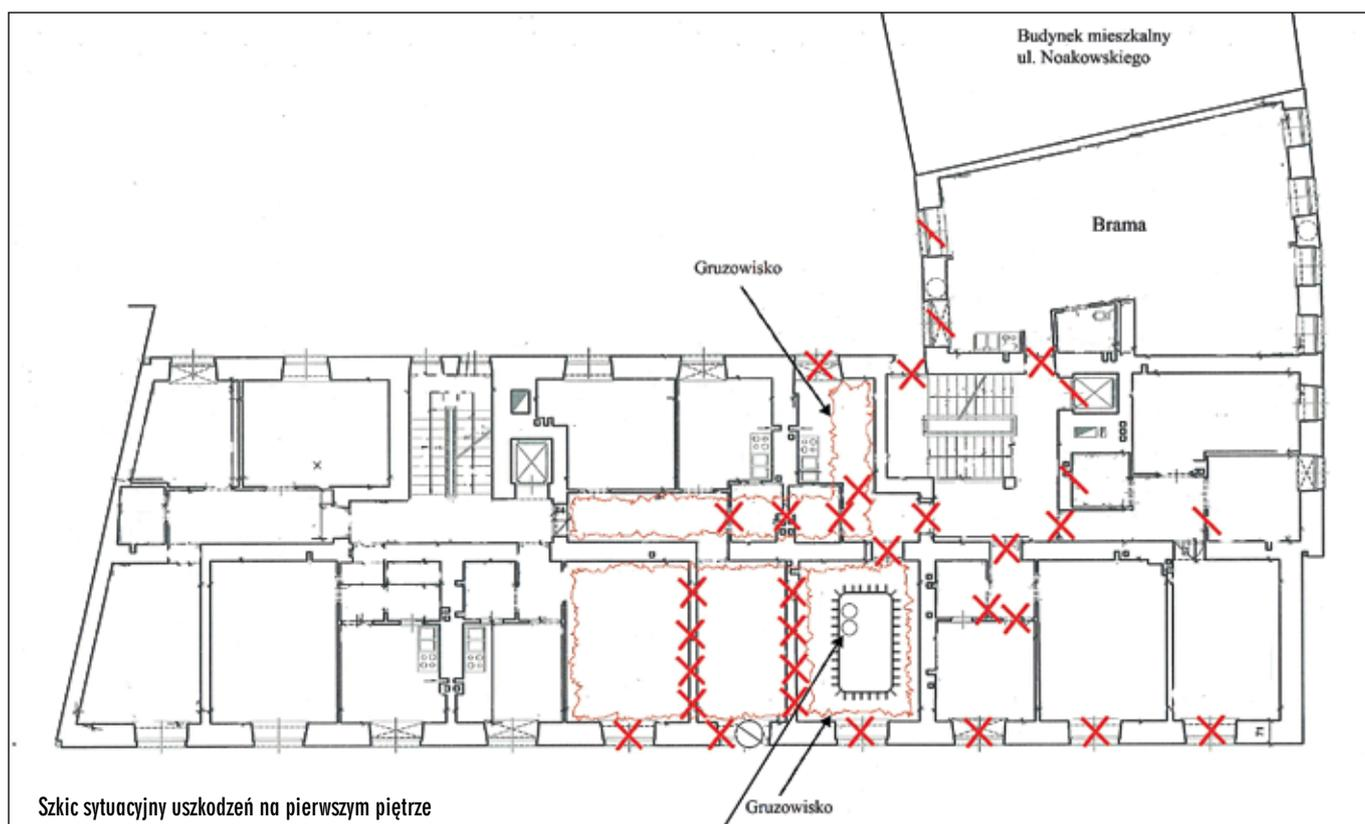 Budynek mieszkalny
ul. Noakowskiego
Brama
Gruzowisko
Gruzowisko
Szkic sytuacyjny uszkodzeń na pierwszym piętrze